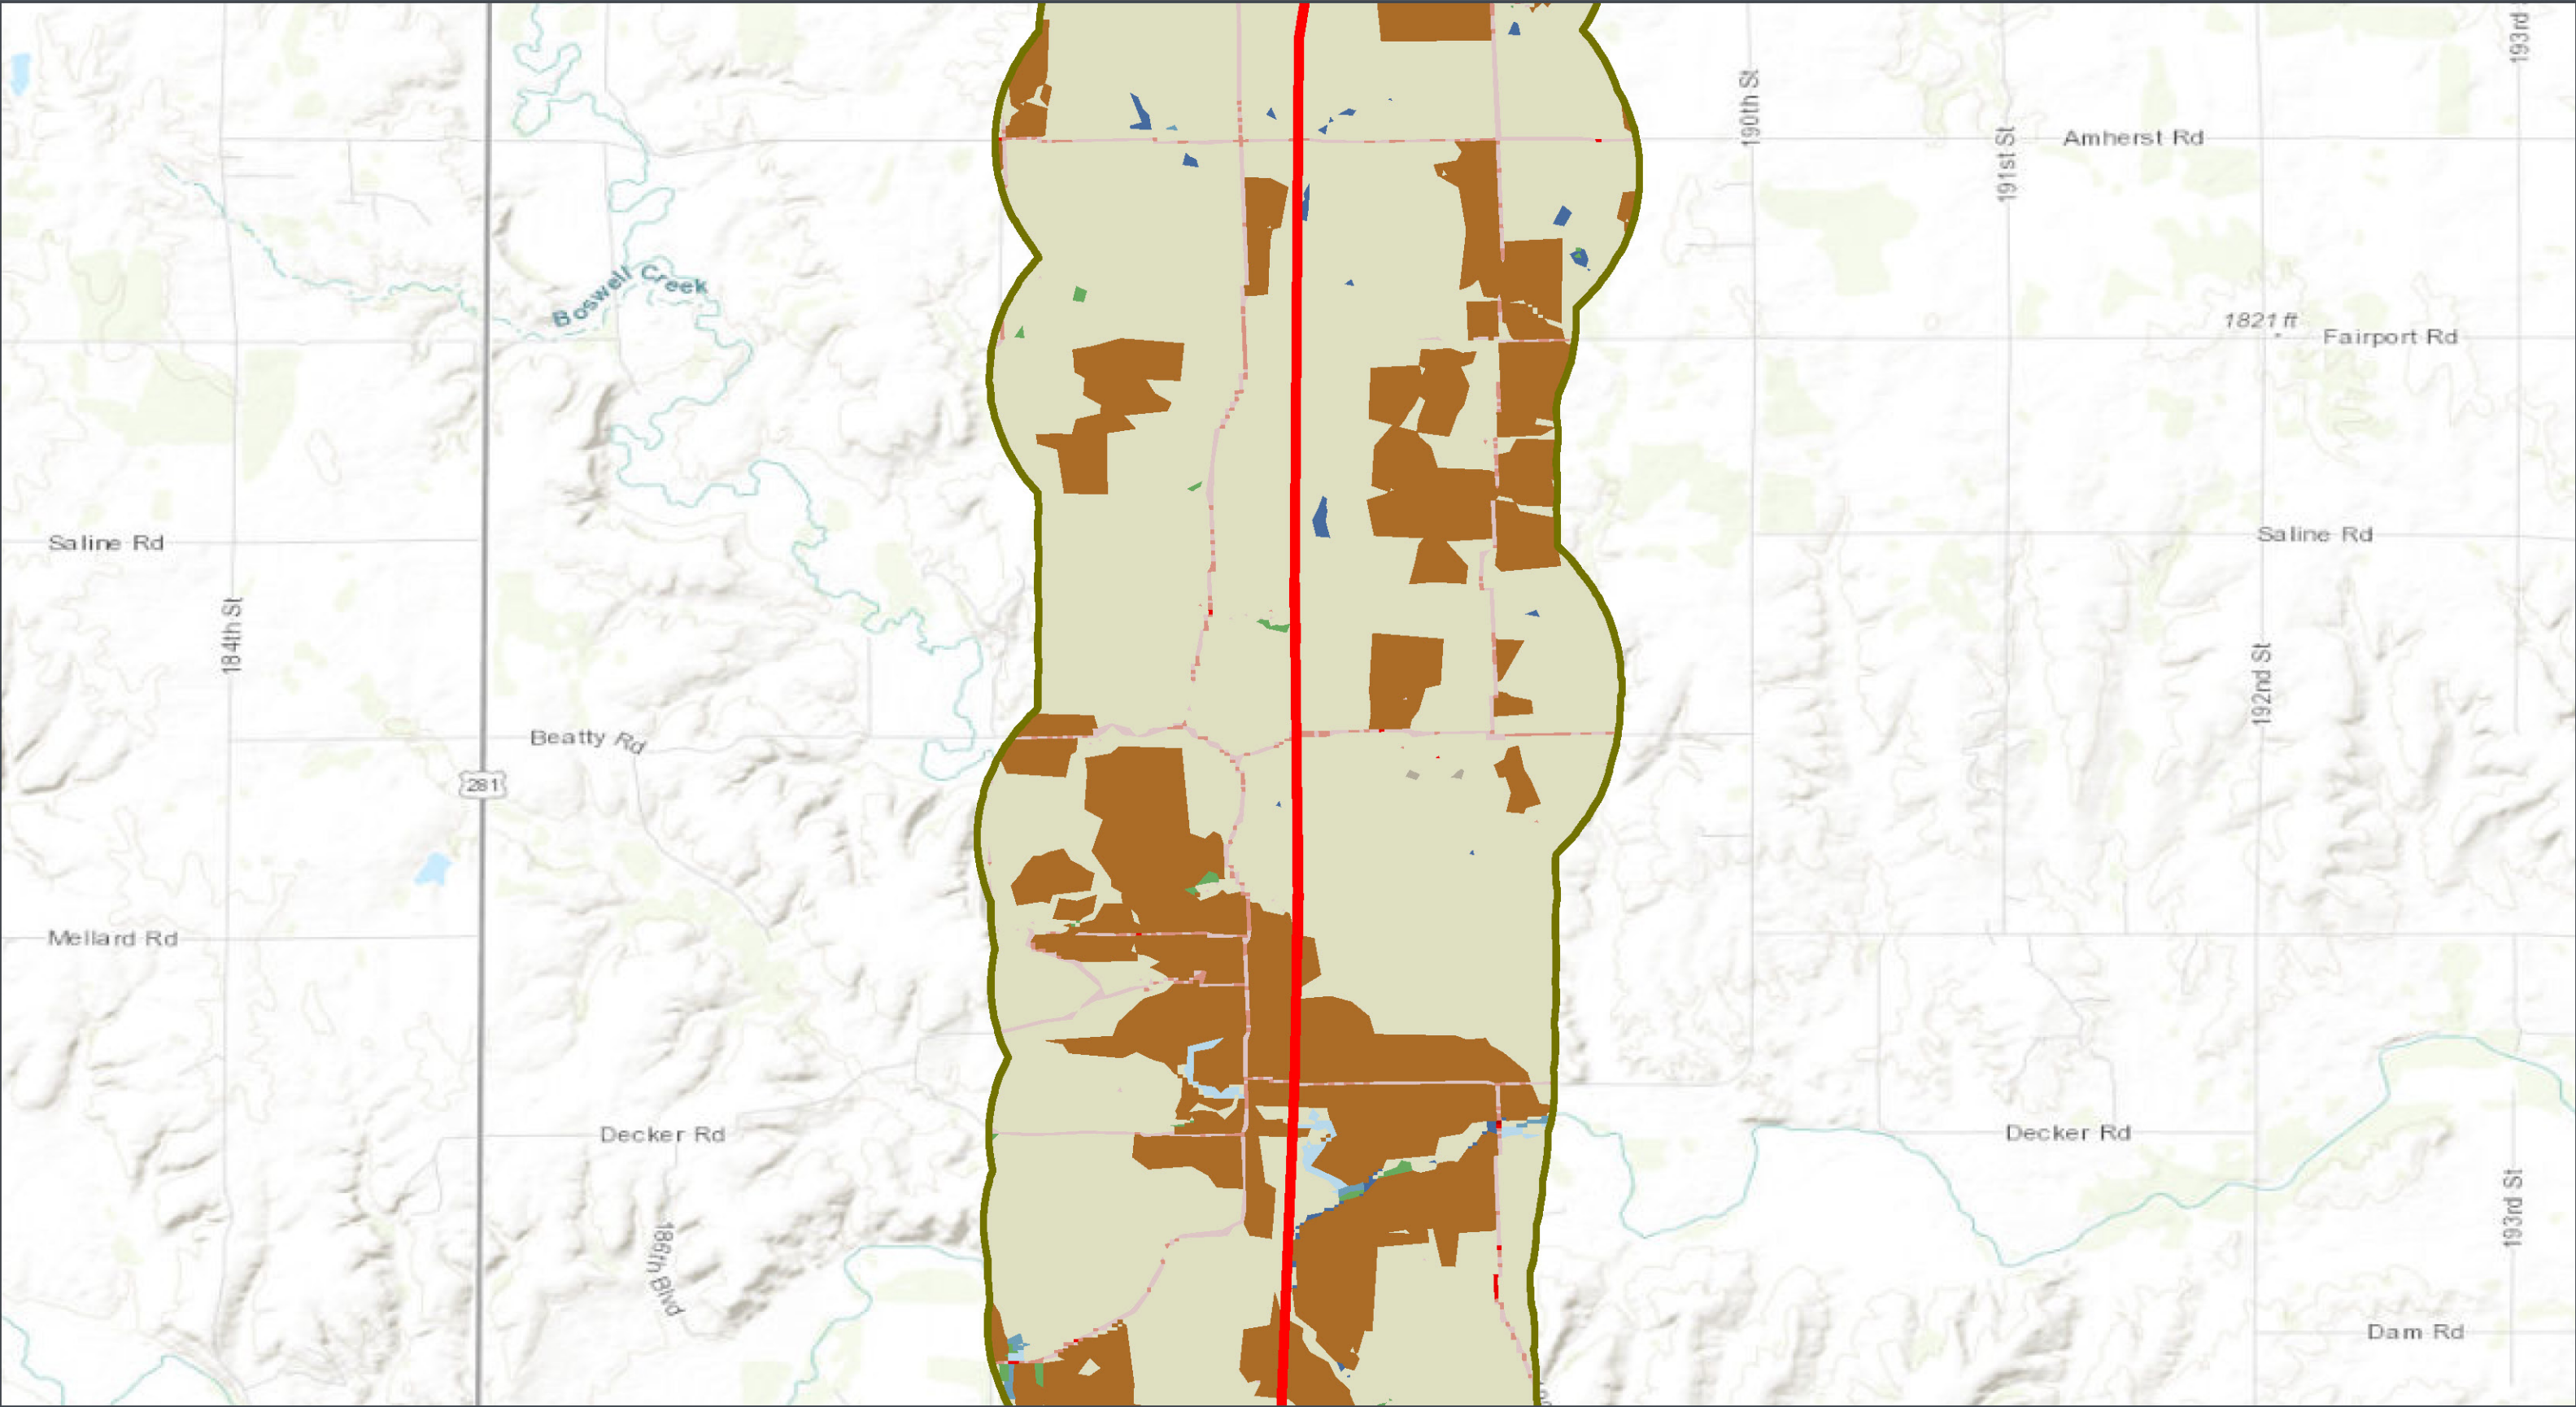 193rd
190th St
191st St
Amherst Rd
Boswell Creek
1821 ft
Fairport Rd
Saline Rd
Saline Rd
184th St
192nd St
Beatty Rd
281
Mellard Rd
Decker Rd
Decker Rd
186th Blvd
193rd St
Dam Rd